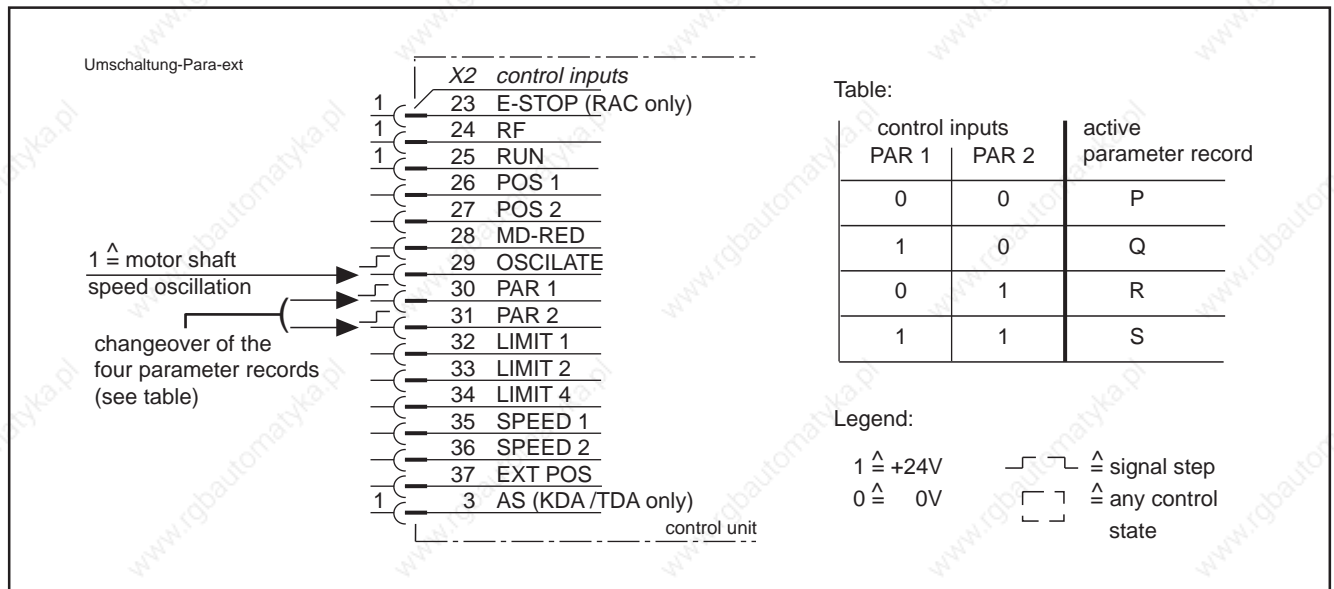 Umschaltung-Para-ext
X2 control inputs
1 23 E-STOP (RAC only)
1 24 RF
1 25 RUN
26 POS 1
27 POS 2
28 MD-RED
29 OSCILATE
30 PAR 1
31 PAR 2
32 LIMIT 1
33 LIMIT 2
34 LIMIT 4
35 SPEED 1
36 SPEED 2
37 EXT POS
1 3 AS (KDA /TDA only)
control unit
1 ≙ motor shaft
speed oscillation
changeover of the
four parameter records
(see table)
Table:
control inputs active
PAR 1 PAR 2 parameter record
0 0 P
1 0 Q
0 1 R
1 1 S
Legend:
1 ≙ +24V ≙ signal step
0 ≙ 0V ≙ any control
state
www.rgbautomatyka.pl